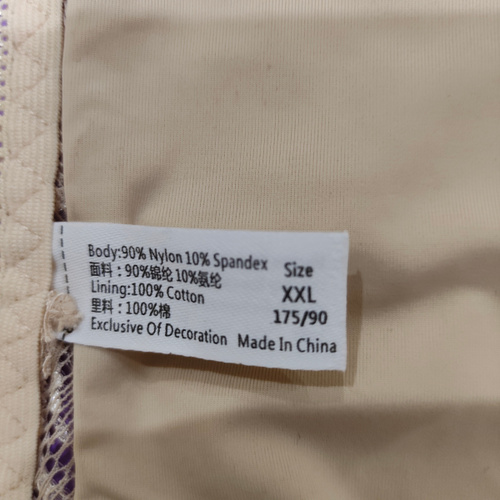 Body:90% Nylon 10% Spandex
面料：90%锦纶 10%氨纶
Lining:100% Cotton
里料：100%棉
Exclusive Of Decoration
Size
XXL
175/90
Made In China